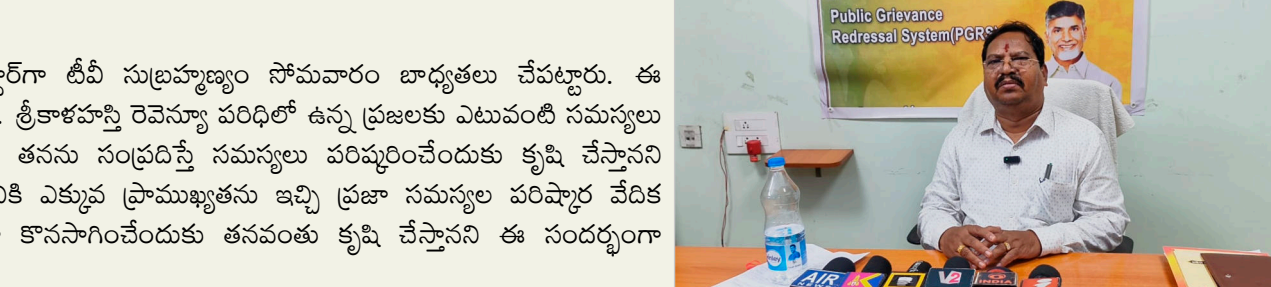 టీవీ సుబ్రహ్మణ్యం సోమవారం బాధ్యతలు చేపట్టారు. ఈ
శ్రీకాళహస్తి రెవెన్యూ పరిధిలో ఉన్న ప్రజలకు ఎటువంటి సమస్యలు
తనను సంప్రదిస్తే సమస్యలు పరిష్కరించేందుకు కృషి చేస్తానని
ఎక్కువ ప్రాముఖ్యతను ఇచ్చి ప్రజా సమస్యల పరిష్కార వేదిక
కొనసాగించేందుకు తనవంతు కృషి చేస్తానని ఈ సందర్భంగా
Public Grievance
Redressal System(PGRS)
AIR
V2
INDIA